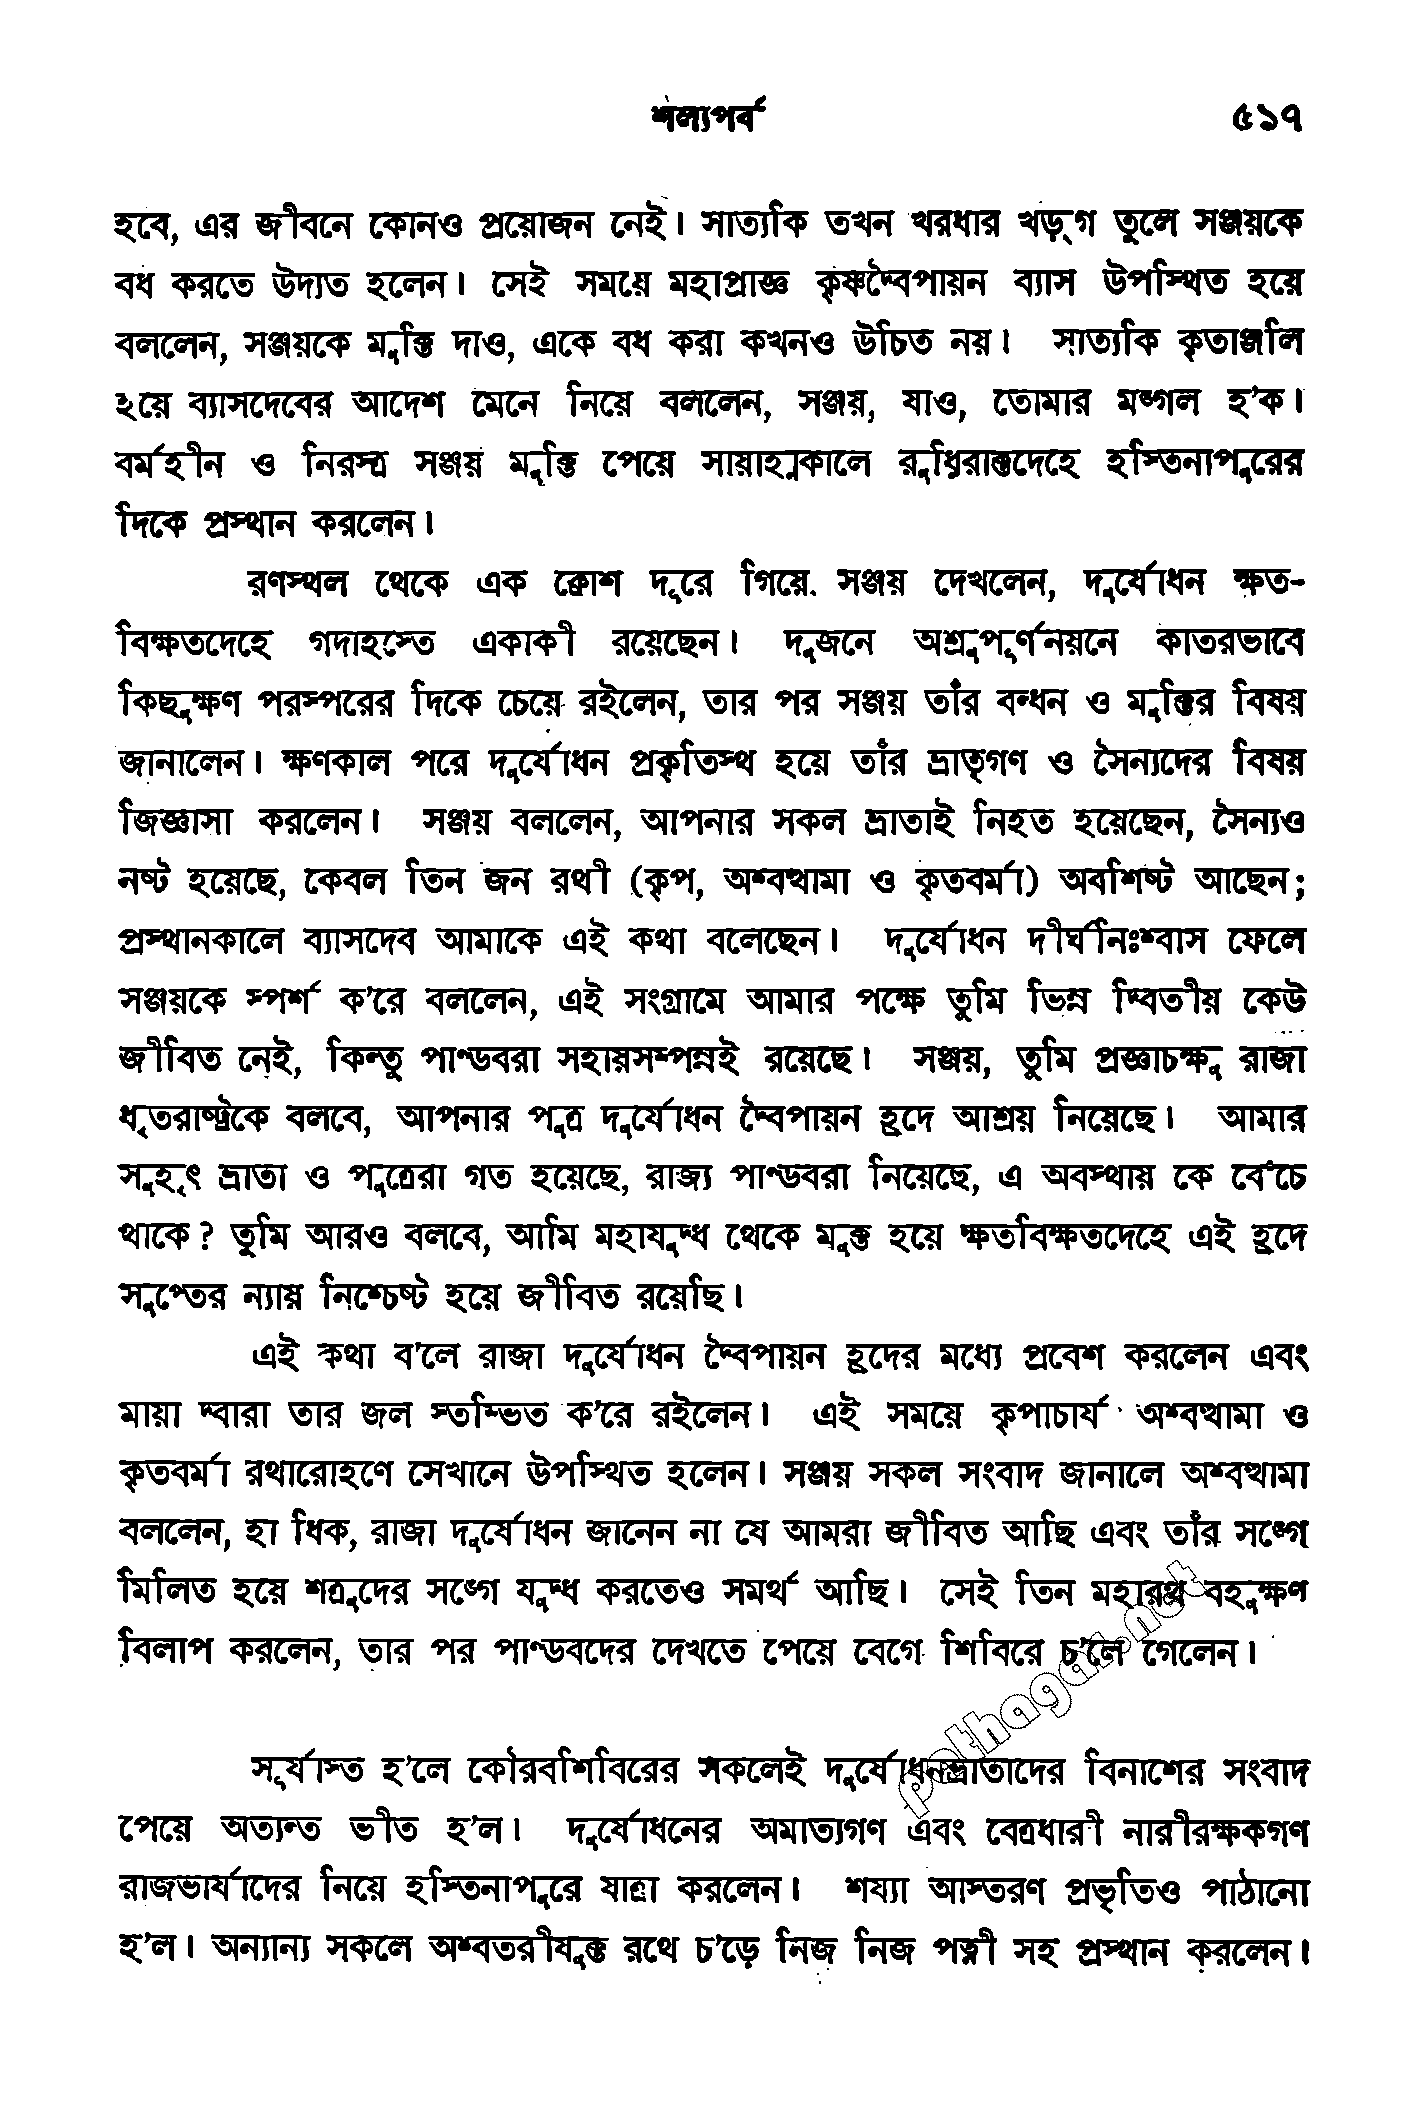 শল্যপর্ব ৫১৭
হবে, এর জীবনে কোনও প্রয়োজন নেই। সাত্যকি তখন খরধার খড়্গ তুলে সঞ্জয়কে
বধ করতে উদ্যত হলেন। সেই সময়ে মহাপ্রাজ্ঞ কৃষ্ণদ্বৈপায়ন ব্যাস উপস্থিত হয়ে
বললেন, সঞ্জয়কে মুক্তি দাও, একে বধ করা কখনও উচিত নয়। সাত্যকি কৃতাঞ্জলি
হয়ে ব্যাসদেবের আদেশ মেনে নিয়ে বললেন, সঞ্জয়, যাও, তোমার মঙ্গল হ'ক।
বর্মহীন ও নিরস্ত্র সঞ্জয় মুক্তি পেয়ে সায়াহ্নকালে রুধিরাক্তদেহে হস্তিনাপুরের
দিকে প্রস্থান করলেন।
রণস্থল থেকে এক ক্রোশ দূরে গিয়ে সঞ্জয় দেখলেন, দুর্যোধন ক্ষত-
বিক্ষতদেহে গদাহস্তে একাকী রয়েছেন। দুজনে অশ্রুপূর্ণনয়নে কাতরভাবে
কিছুক্ষণ পরস্পরের দিকে চেয়ে রইলেন, তার পর সঞ্জয় তাঁর বন্ধন ও মুক্তির বিষয়
জানালেন। ক্ষণকাল পরে দুর্যোধন প্রকৃতিস্থ হয়ে তাঁর ভ্রাতৃগণ ও সৈন্যদের বিষয়
জিজ্ঞাসা করলেন। সঞ্জয় বললেন, আপনার সকল ভ্রাতাই নিহত হয়েছেন, সৈন্যও
নষ্ট হয়েছে, কেবল তিন জন রথী (কৃপ, অশ্বত্থামা ও কৃতবর্মা) অবশিষ্ট আছেন;
প্রস্থানকালে ব্যাসদেব আমাকে এই কথা বলেছেন। দুর্যোধন দীর্ঘনিঃশ্বাস ফেলে
সঞ্জয়কে স্পর্শ ক'রে বললেন, এই সংগ্রামে আমার পক্ষে তুমি ভিন্ন দ্বিতীয় কেউ
জীবিত নেই, কিন্তু পাণ্ডবরা সহায়সম্পন্নই রয়েছে। সঞ্জয়, তুমি প্রজ্ঞাচক্ষু রাজা
ধৃতরাষ্ট্রকে বলবে, আপনার পুত্র দুর্যোধন দ্বৈপায়ন হ্রদে আশ্রয় নিয়েছে। আমার
সুহৃৎ ভ্রাতা ও পুত্রেরা গত হয়েছে, রাজ্য পাণ্ডবরা নিয়েছে, এ অবস্থায় কে বেঁচে
থাকে? তুমি আরও বলবে, আমি মহাযুদ্ধ থেকে মুক্ত হয়ে ক্ষতবিক্ষতদেহে এই হ্রদে
সুপ্তের ন্যায় নিশ্চেষ্ট হয়ে জীবিত রয়েছি।
এই কথা ব'লে রাজা দুর্যোধন দ্বৈপায়ন হ্রদের মধ্যে প্রবেশ করলেন এবং
মায়া দ্বারা তার জল স্তম্ভিত ক'রে রইলেন। এই সময়ে কৃপাচার্য অশ্বত্থামা ও
কৃতবর্মা রথারোহণে সেখানে উপস্থিত হলেন। সঞ্জয় সকল সংবাদ জানালে অশ্বত্থামা
বললেন, হা ধিক, রাজা দুর্যোধন জানেন না যে আমরা জীবিত আছি এবং তাঁর সঙ্গে
মিলিত হয়ে শত্রুদের সঙ্গে যুদ্ধ করতেও সমর্থ আছি। সেই তিন মহারথ বহুক্ষণ
বিলাপ করলেন, তার পর পাণ্ডবদের দেখতে পেয়ে বেগে শিবিরে চ'লে গেলেন।
সূর্যাস্ত হ'লে কৌরবশিবিরের সকলেই দুর্যোধনভ্রাতাদের বিনাশের সংবাদ
পেয়ে অত্যন্ত ভীত হ'ল। দুর্যোধনের অমাত্যগণ এবং বেত্রধারী নারীরক্ষকগণ
রাজভার্যাদের নিয়ে হস্তিনাপুরে যাত্রা করলেন। শয্যা আস্তরণ প্রভৃতিও পাঠানো
হ'ল। অন্যান্য সকলে অশ্বতরীযুক্ত রথে চ'ড়ে নিজ নিজ পত্নী সহ প্রস্থান করলেন।
pathagar.net